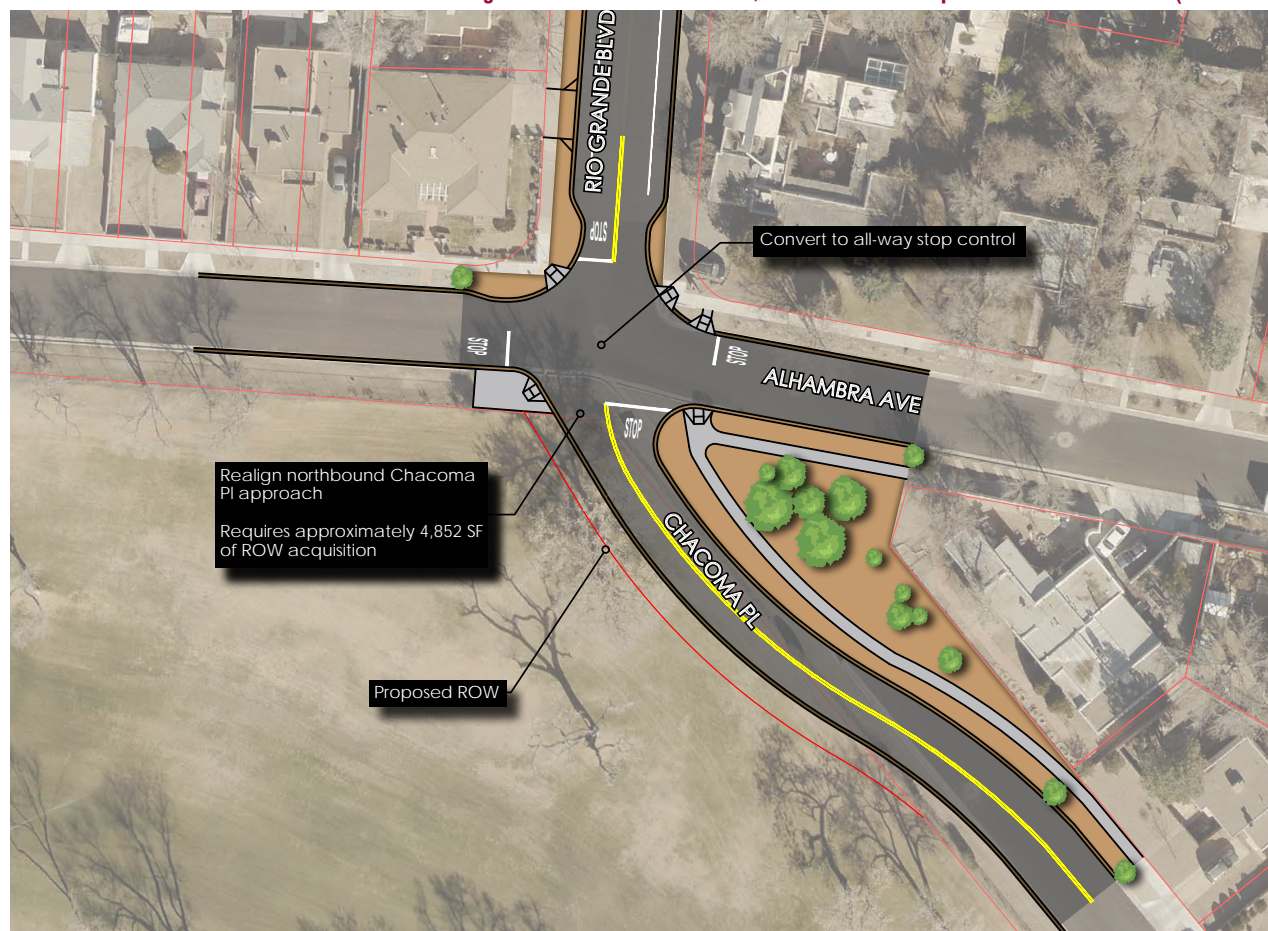 RIO GRANDE BLVD
STOP
Convert to all-way stop control
STOP
STOP
ALHAMBRA AVE
STOP
Realign northbound Chacoma
Pl approach
Requires approximately 4,852 SF
of ROW acquisition
CHACOMA PL
Proposed ROW